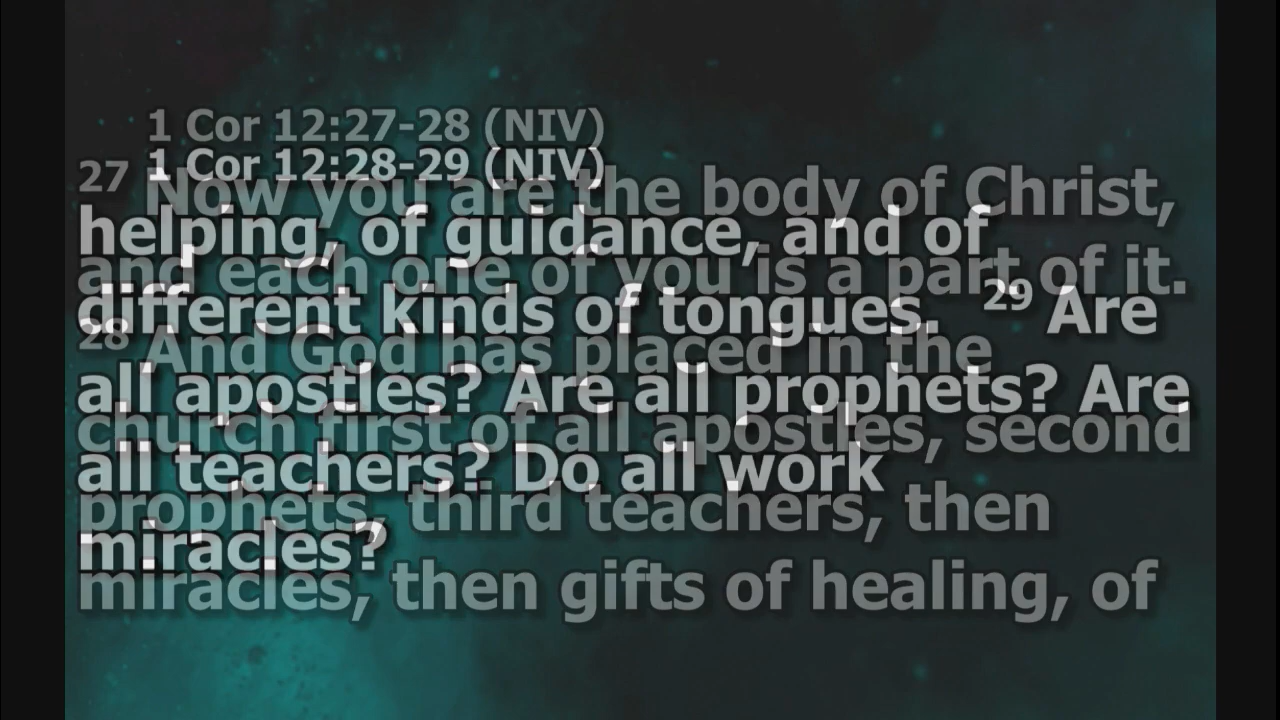 1 Cor 12:27-28 (NIV)
27 Now you are the body of Christ,
and each one of you is a part of it.
28 And God has placed in the
church first of all apostles, second
prophets, third teachers, then
miracles, then gifts of healing, of
1 Cor 12:28-29 (NIV)
helping, of guidance, and of
different kinds of tongues. 29 Are
all apostles? Are all prophets? Are
all teachers? Do all work
miracles?